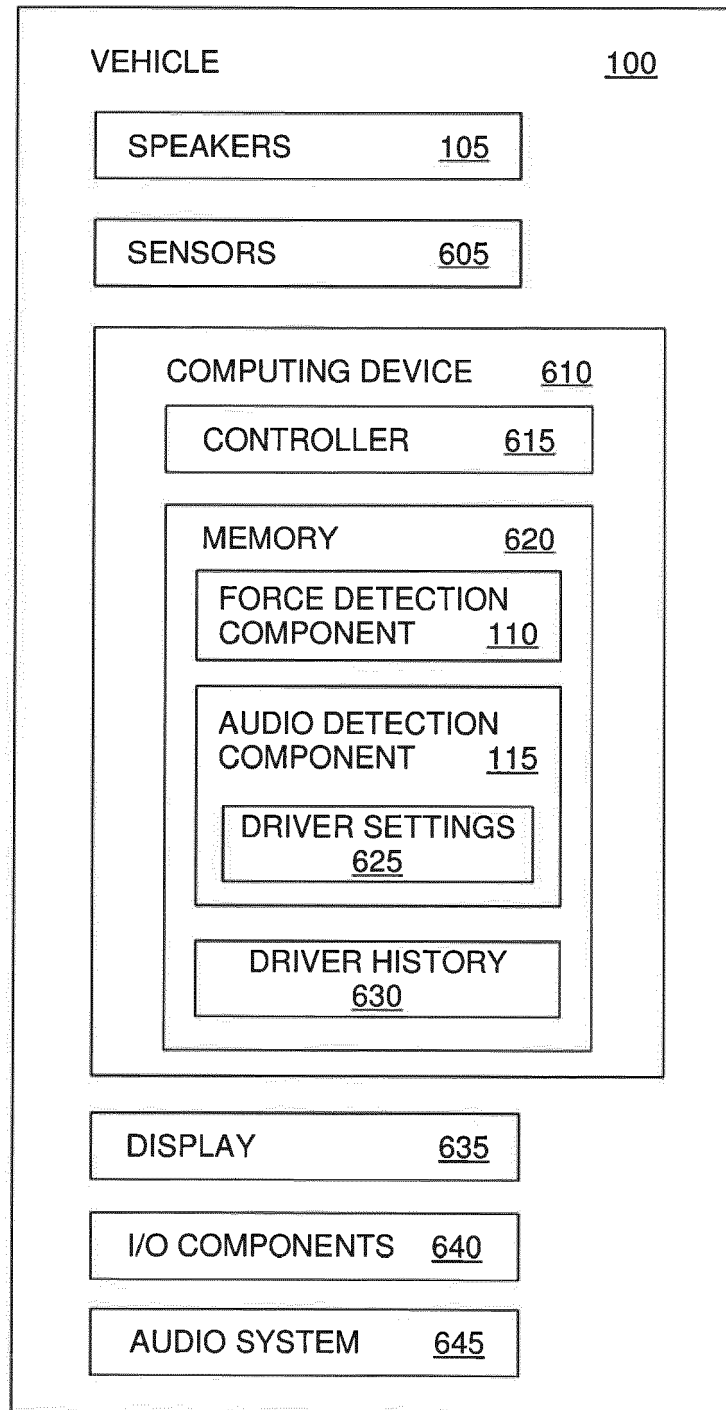 VEHICLE 100
SPEAKERS 105
SENSORS 605
COMPUTING DEVICE 610
CONTROLLER 615
MEMORY 620
FORCE DETECTION
COMPONENT 110
AUDIO DETECTION
COMPONENT 115
DRIVER SETTINGS
625
DRIVER HISTORY
630
DISPLAY 635
I/O COMPONENTS 640
AUDIO SYSTEM 645